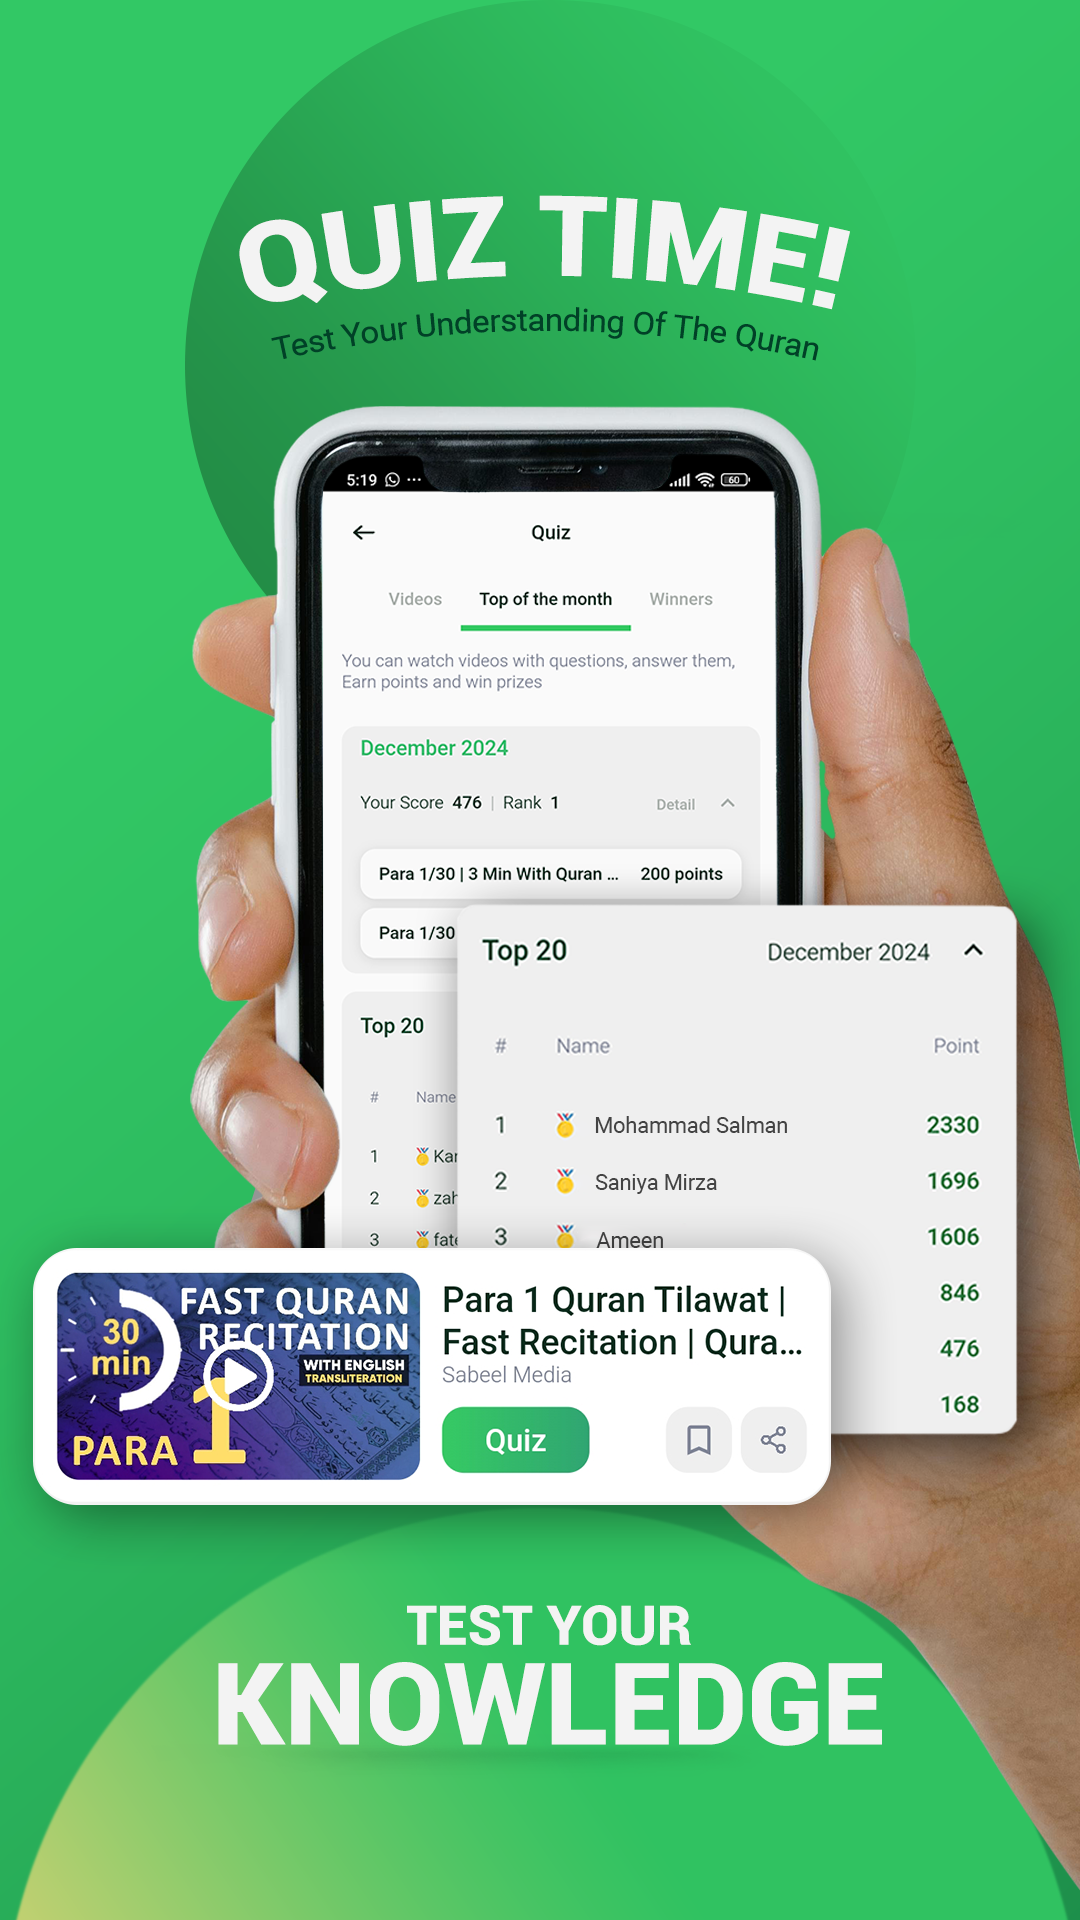 QUIZ TIME!
Test Your Understanding Of The Quran
5:19 60
Quiz
Videos Top of the month Winners
You can watch videos with questions, answer them,
Earn points and win prizes
December 2024
Your Score 476 | Rank 1 Detail
Para 1/30 | 3 Min With Quran ... 200 points
Para 1/30
Top 20
# Name
1
2 zah
3 fate
Top 20 December 2024
# Name Point
1 Mohammad Salman 2330
2 Saniya Mirza 1696
3 Ameen 1606
846
476
168
30
min
FAST QURAN
RECITATION
WITH ENGLISH
TRANSLITERATION
PARA 1
Para 1 Quran Tilawat |
Fast Recitation | Qura...
Sabeel Media
Quiz
TEST YOUR
KNOWLEDGE